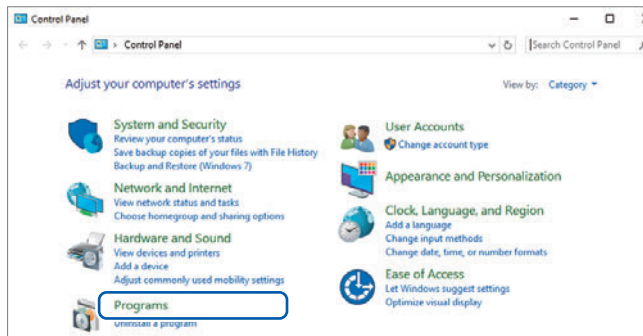 Control Panel
Control Panel
Search Control Panel
Adjust your computer's settings
View by: Category
System and Security
Review your computer's status
Save backup copies of your files with File History
Backup and Restore (Windows 7)
Network and Internet
View network status and tasks
Choose homegroup and sharing options
Hardware and Sound
View devices and printers
Add a device
Adjust commonly used mobility settings
Programs
Uninstall a program
User Accounts
Change account type
Appearance and Personalization
Clock, Language, and Region
Add a language
Change input methods
Change date, time, or number formats
Ease of Access
Let Windows suggest settings
Optimize visual display